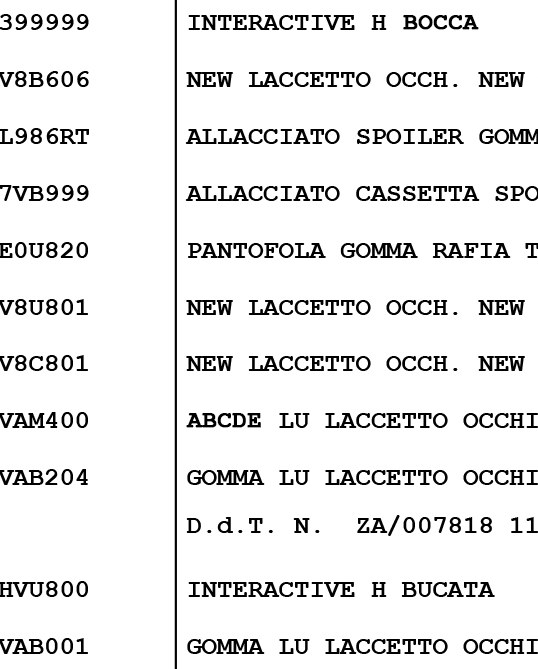 399999 INTERACTIVE H BOCCA
V8B606 NEW LACCETTO OCCH. NEW
L986RT ALLACCIATO SPOILER GOMM
7VB999 ALLACCIATO CASSETTA SPO
E0U820 PANTOFOLA GOMMA RAFIA T
V8U801 NEW LACCETTO OCCH. NEW
V8C801 NEW LACCETTO OCCH. NEW
VAM400 ABCDE LU LACCETTO OCCHI
VAB204 GOMMA LU LACCETTO OCCHI
D.d.T. N. ZA/007818 11
HVU800 INTERACTIVE H BUCATA
VAB001 GOMMA LU LACCETTO OCCHI